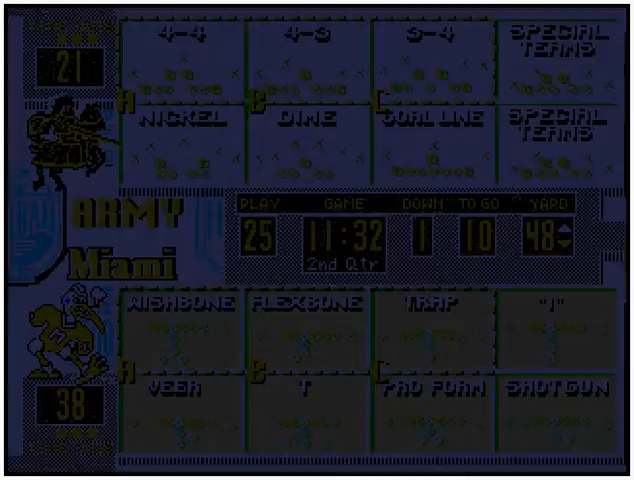 4-4 4-3 3-4 SPECIAL TEAMS
21
A B C
NICKEL DIME GOAL LINE SPECIAL TEAMS
ARMY
PLAY GAME DOWN TO GO YARD
25 11:32 1 10 48
2nd Qtr
Miami
WISHBONE FLEXBONE TRAP "I"
A B C
VEER T PRO FORM SHOTGUN
38